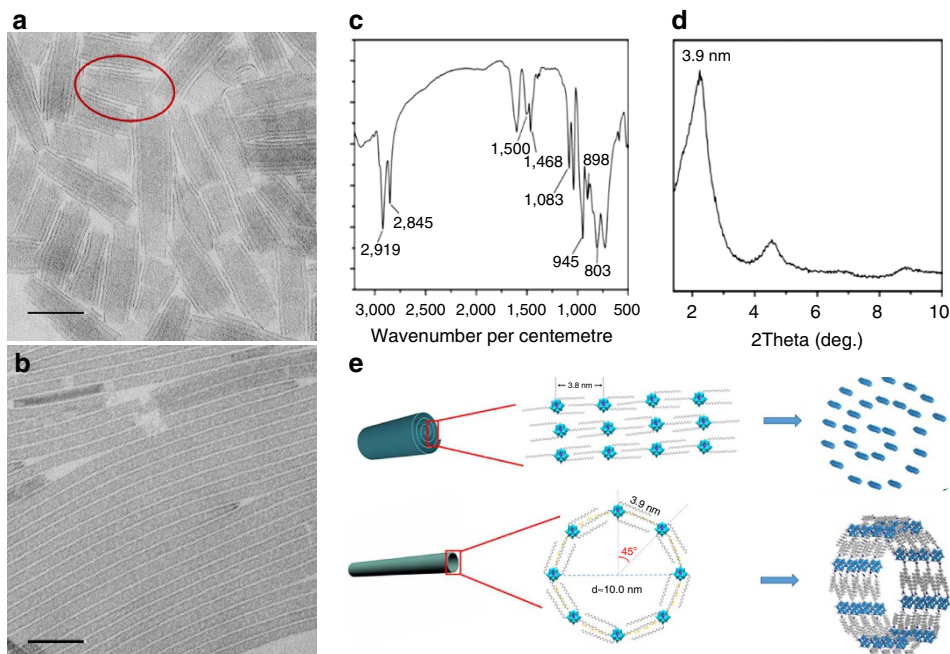 a
b
c
2,919
2,845
1,500
1,468
1,083
898
945
803
3,000 2,000 1,000 500
2,500 1,500
Wavenumber per centemetre
d
3.9 nm
2 4 6 8 10
2Theta (deg.)
e
3.8 nm
3.9 nm
45°
d≈10.0 nm